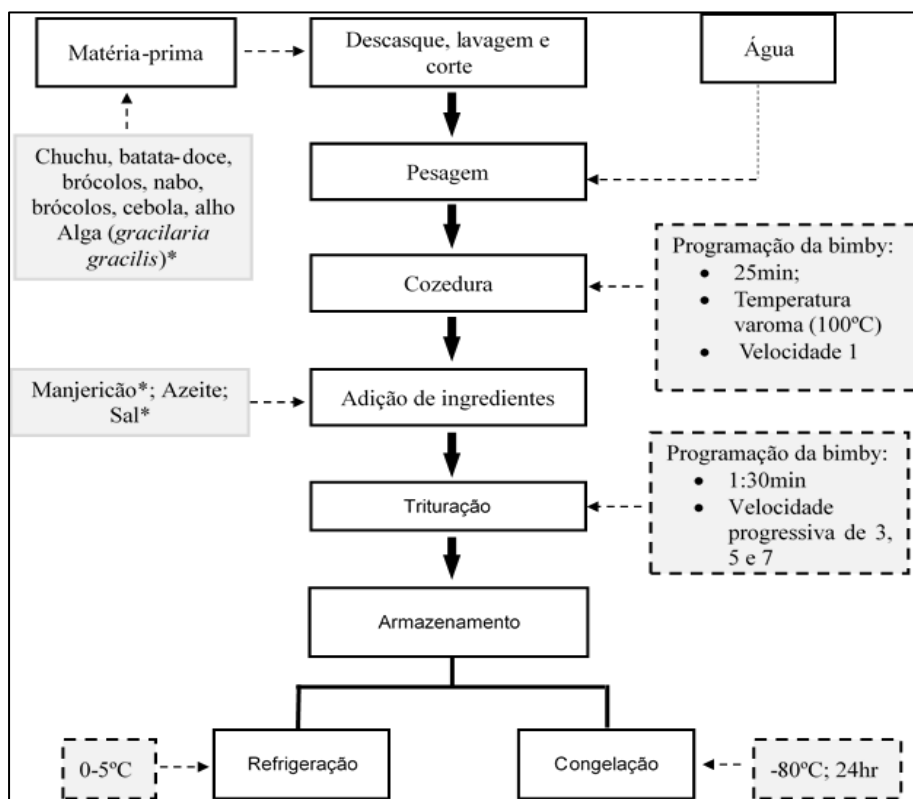 Matéria-prima
Descasque, lavagem e
corte
Água
Chuchu, batata-doce,
brócolos, nabo,
brócolos, cebola, alho
Alga (gracilaria
gracilis)*
Pesagem
Programação da bimby:
• 25min;
• Temperatura
varoma (100ºC)
• Velocidade 1
Cozedura
Manjericão*; Azeite;
Sal*
Adição de ingredientes
Programação da bimby:
• 1:30min
• Velocidade
progressiva de 3,
5 e 7
Trituração
Armazenamento
0-5ºC
Refrigeração
Congelação
-80ºC; 24hr